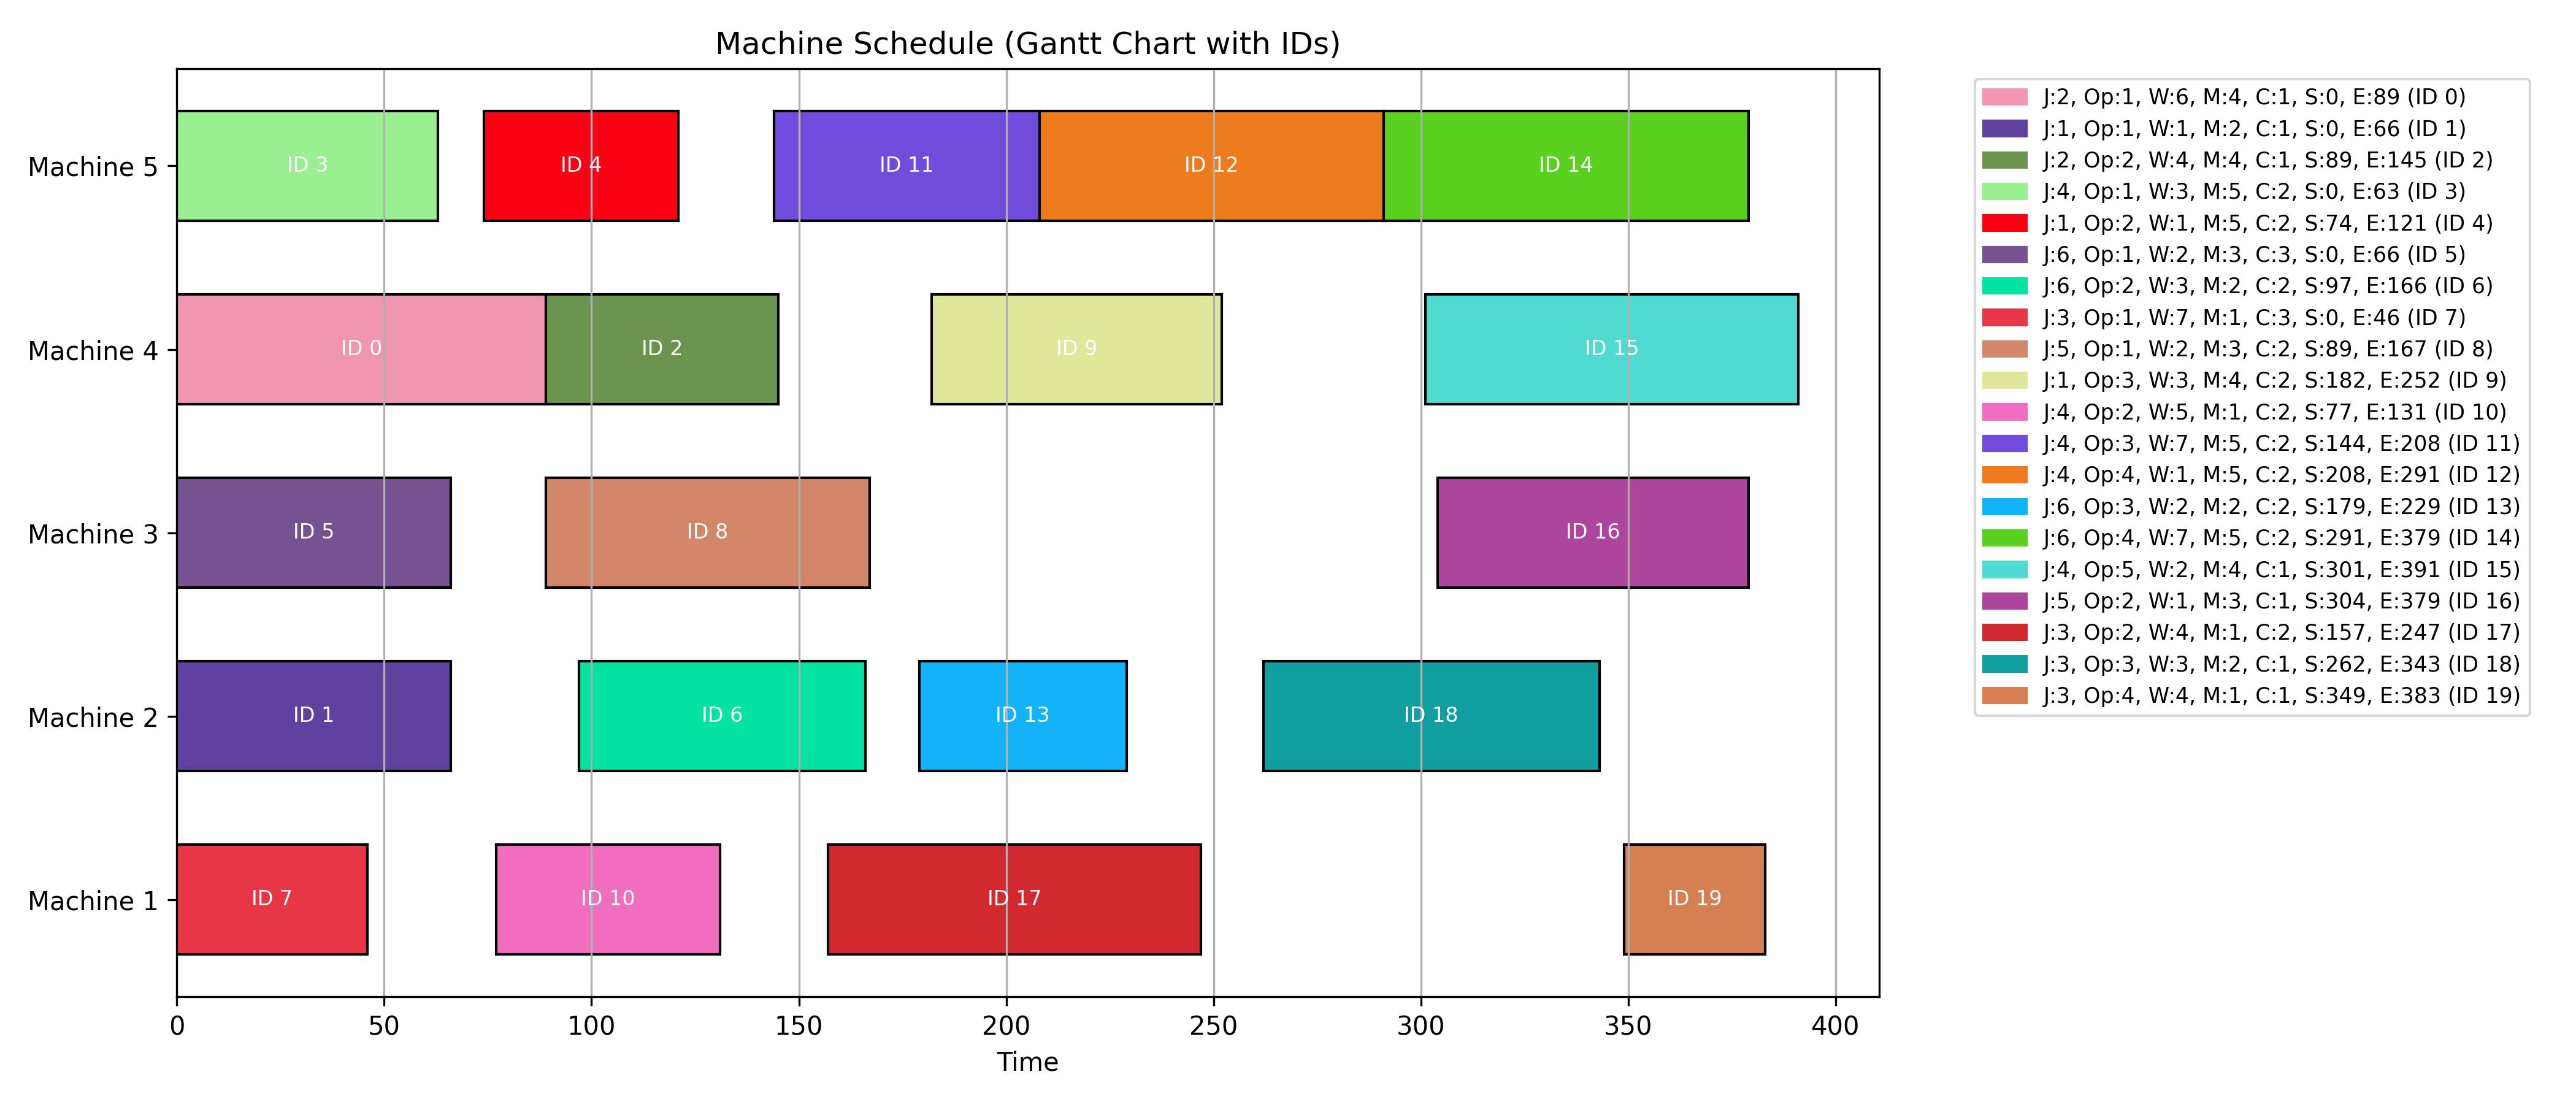 Machine Schedule (Gantt Chart with IDs)
Machine 5
ID 3
ID 4
ID 11
ID 12
ID 14
Machine 4
ID 0
ID 2
ID 9
ID 15
Machine 3
ID 5
ID 8
ID 16
Machine 2
ID 1
ID 6
ID 13
ID 18
Machine 1
ID 7
ID 10
ID 17
ID 19
0 50 100 150 200 250 300 350 400
Time
J:2, Op:1, W:6, M:4, C:1, S:0, E:89 (ID 0)
J:1, Op:1, W:1, M:2, C:1, S:0, E:66 (ID 1)
J:2, Op:2, W:4, M:4, C:1, S:89, E:145 (ID 2)
J:4, Op:1, W:3, M:5, C:2, S:0, E:63 (ID 3)
J:1, Op:2, W:1, M:5, C:2, S:74, E:121 (ID 4)
J:6, Op:1, W:2, M:3, C:3, S:0, E:66 (ID 5)
J:6, Op:2, W:3, M:2, C:2, S:97, E:166 (ID 6)
J:3, Op:1, W:7, M:1, C:3, S:0, E:46 (ID 7)
J:5, Op:1, W:2, M:3, C:2, S:89, E:167 (ID 8)
J:1, Op:3, W:3, M:4, C:2, S:182, E:252 (ID 9)
J:4, Op:2, W:5, M:1, C:2, S:77, E:131 (ID 10)
J:4, Op:3, W:7, M:5, C:2, S:144, E:208 (ID 11)
J:4, Op:4, W:1, M:5, C:2, S:208, E:291 (ID 12)
J:6, Op:3, W:2, M:2, C:2, S:179, E:229 (ID 13)
J:6, Op:4, W:7, M:5, C:2, S:291, E:379 (ID 14)
J:4, Op:5, W:2, M:4, C:1, S:301, E:391 (ID 15)
J:5, Op:2, W:1, M:3, C:1, S:304, E:379 (ID 16)
J:3, Op:2, W:4, M:1, C:2, S:157, E:247 (ID 17)
J:3, Op:3, W:3, M:2, C:1, S:262, E:343 (ID 18)
J:3, Op:4, W:4, M:1, C:1, S:349, E:383 (ID 19)